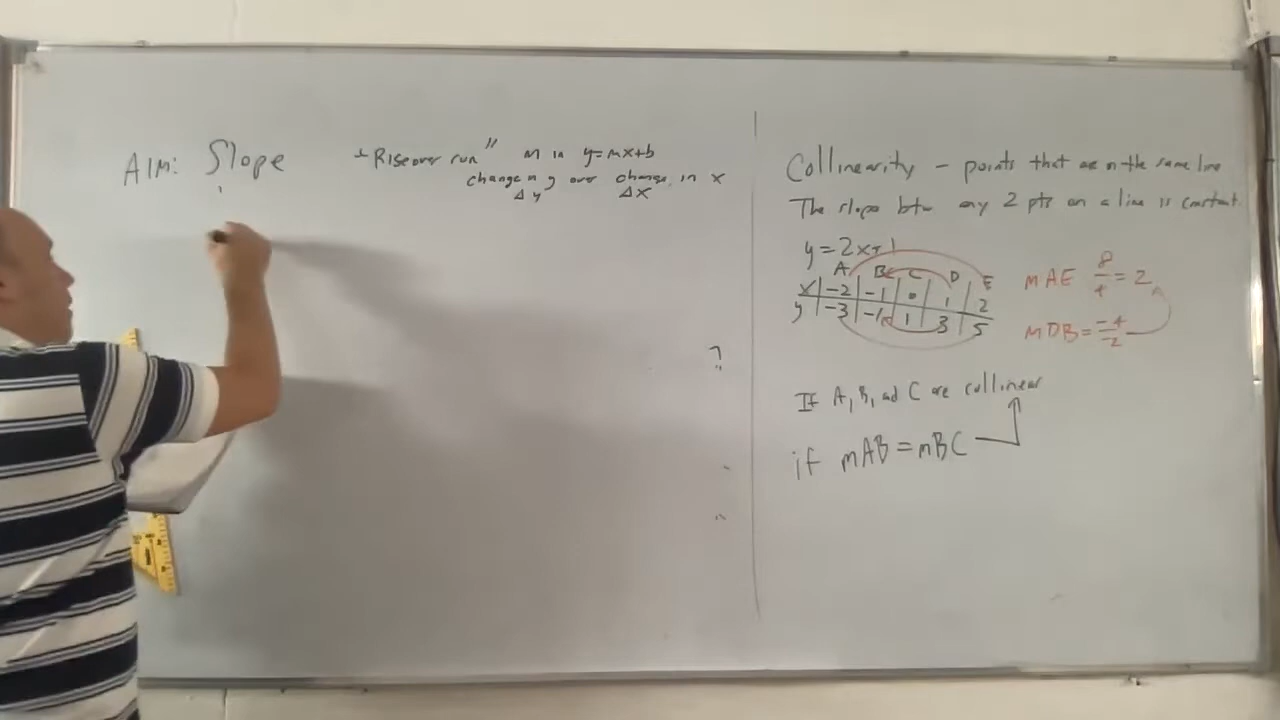 AIM: Slope
"Rise over run" m in y=mx+b
change in y over change in x
Δy Δx
Collinearity – points that are on the same line
The slope btw any 2 pts on a line is constant.
y=2x+1
A B C D E
x | -2 | -1 | 0 | 1 | 2
y | -3 | -1 | 1 | 3 | 5
mAE 8/4 = 2
mDB = -4/-2
?
If A, B, and C are collinear
if mAB = mBC